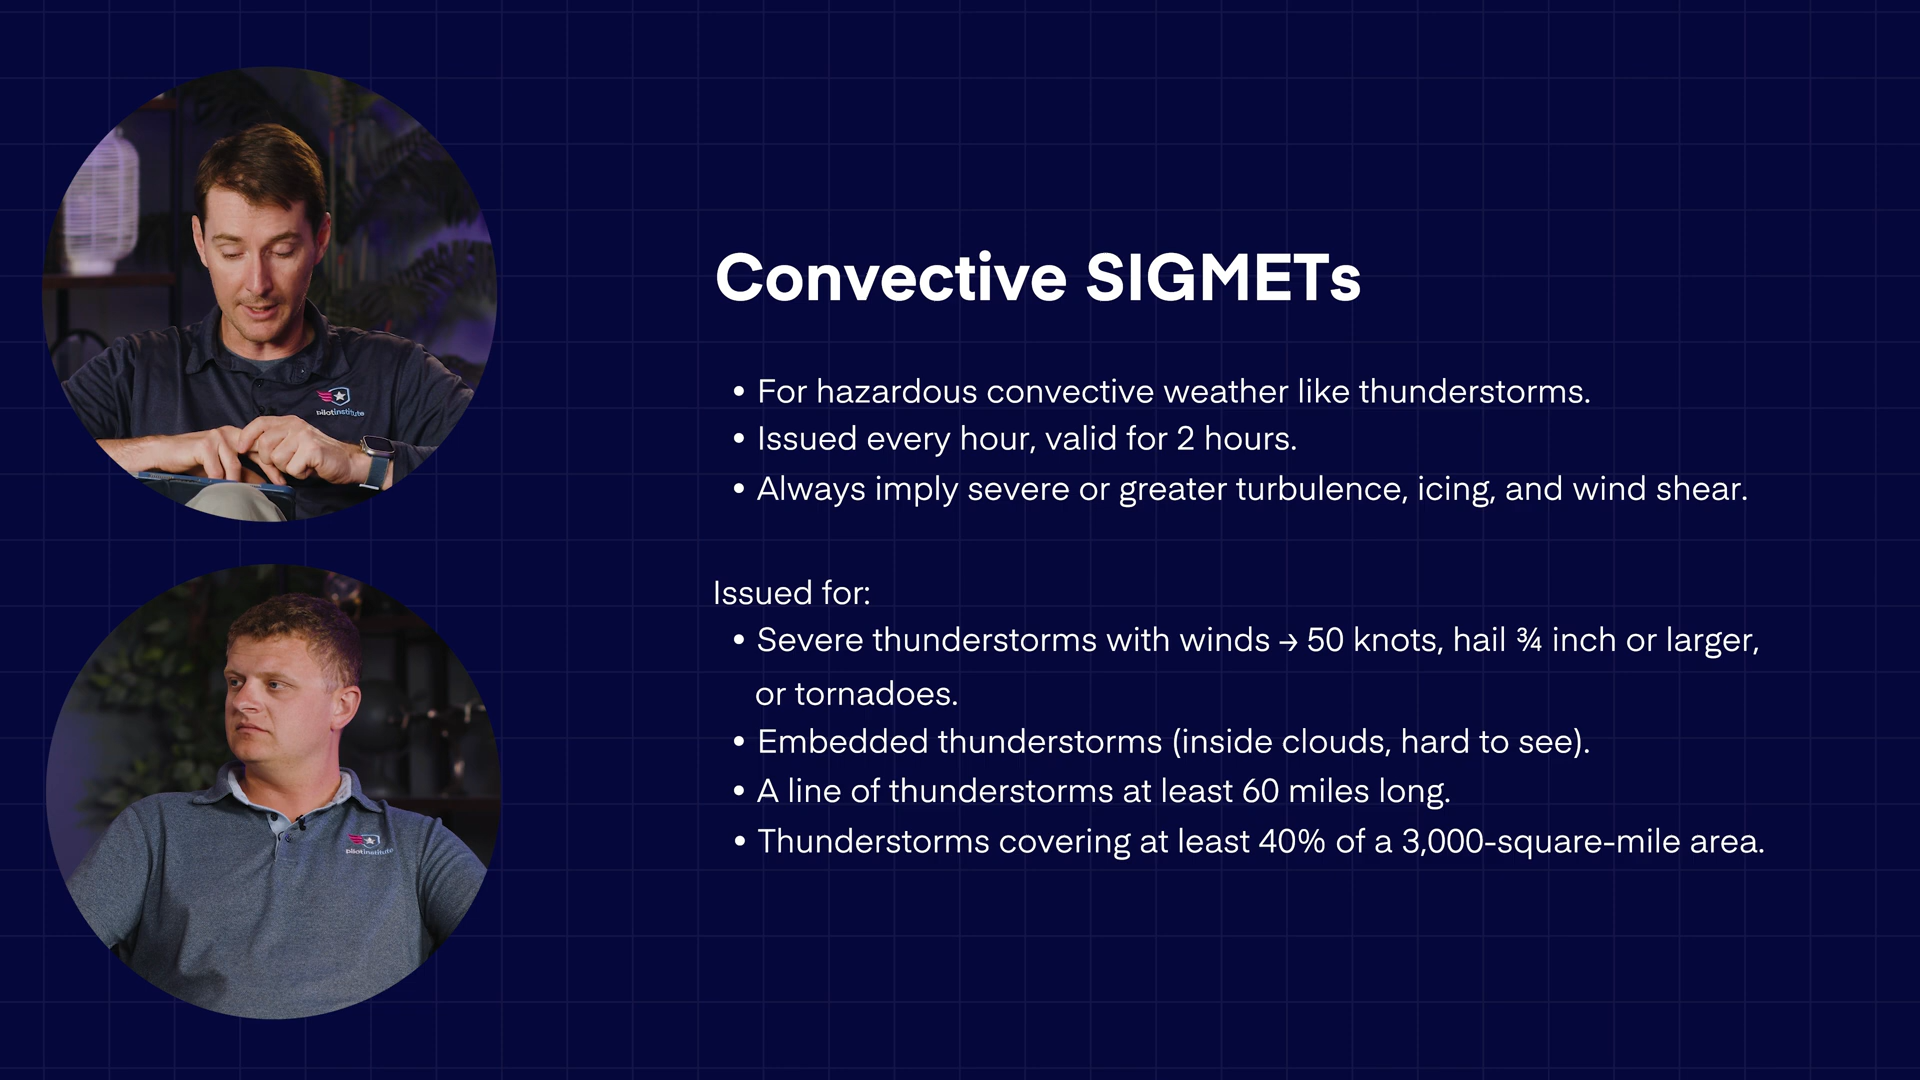 Convective SIGMETs
• For hazardous convective weather like thunderstorms.
• Issued every hour, valid for 2 hours.
• Always imply severe or greater turbulence, icing, and wind shear.
Issued for:
• Severe thunderstorms with winds → 50 knots, hail ¾ inch or larger,
or tornadoes.
• Embedded thunderstorms (inside clouds, hard to see).
• A line of thunderstorms at least 60 miles long.
• Thunderstorms covering at least 40% of a 3,000-square-mile area.
pilotinstitute
pilotinstitute